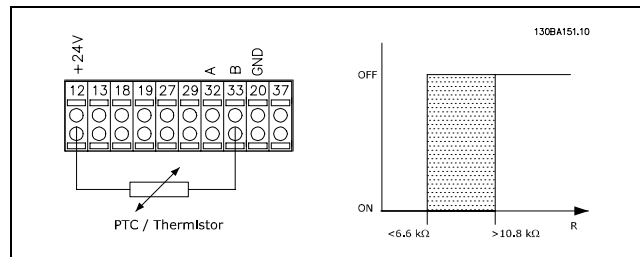 130BA151.10
+24V
A
B
GND
12 13 18 19 27 29 32 33 20 37
PTC / Thermistor
OFF
ON
<6.6 kΩ
>10.8 kΩ
R